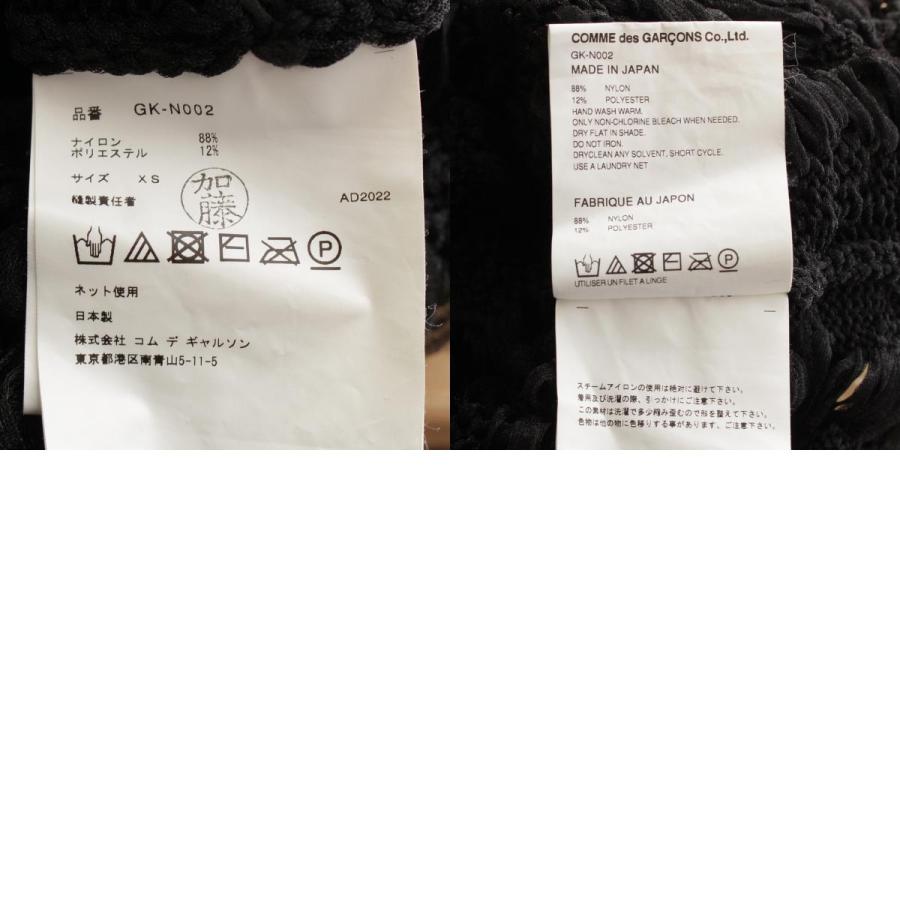 品番 GK-N002
ナイロン 88%
ポリエステル 12%
サイズ XS
縫製責任者 加藤 AD2022
P
ネット使用
日本製
株式会社 コム デ ギャルソン
東京都港区南青山5-11-5
COMME des GARÇONS Co.,Ltd.
GK-N002
MADE IN JAPAN
88% NYLON
12% POLYESTER
HAND WASH WARM.
ONLY NON-CHLORINE BLEACH WHEN NEEDED.
DRY FLAT IN SHADE.
DO NOT IRON.
DRYCLEAN ANY SOLVENT, SHORT CYCLE.
USE A LAUNDRY NET
FABRIQUE AU JAPON
88% NYLON
12% POLYESTER
P
UTILISER UN FILET A LINGE
スチームアイロンの使用は絶対に避けて下さい。
着用及び洗濯の際、引っかけにご注意下さい。
この素材は洗濯で多少縮み歪むので形を整えて下さい。
色物は他の物に色移りする事があります、ご注意下さい。